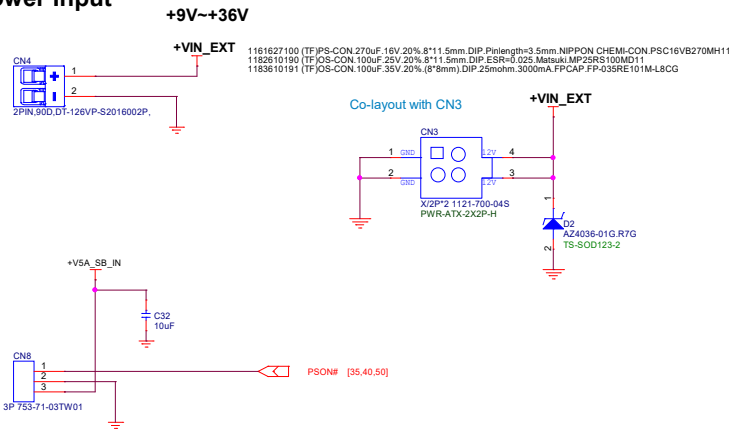 ower Input
+9V~+36V
+VIN_EXT
1161627100 (TF)PS-CON.270uF.16V.20%.8*11.5mm.DIP.Pinlength=3.5mm.NIPPON CHEMI-CON.PSC16VB270MH11
1182610190 (TF)OS-CON.100uF.25V.20%.8*11.5mm.DIP.ESR=0.025.Matsuki.MP25RS100MD11
1183610191 (TF)OS-CON.100uF.35V.20%.(8*8mm).DIP.25mohm.3000mA.FPCAP.FP-035RE101M-L8CG
CN4
+ 1
- 2
2PIN,90D,DT-126VP-S2016002P,
Co-layout with CN3
+VIN_EXT
CN3
1 GND 12V 4
2 GND 12V 3
X/2P*2 1121-700-04S
PWR-ATX-2X2P-H
1
D2
AZ4036-01G.R7G
TS-SOD123-2
2
+V5A_SB_IN
C32
10uF
CN8
1
2
3
3P 753-71-03TW01
PSON# [35,40,50]